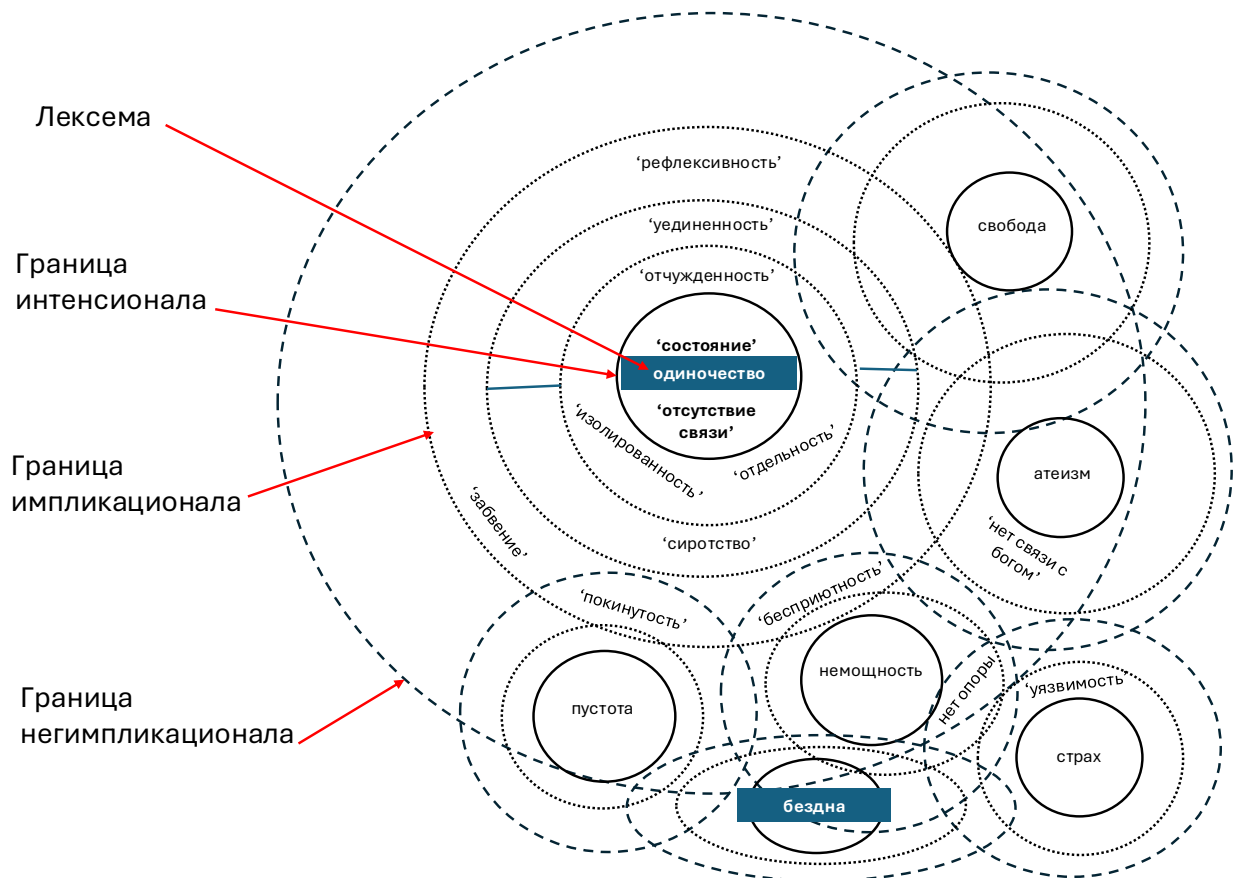 Лексема
Граница
интенсионала
Граница
импликационала
Граница
негимпликационала
‘рефлексивность’
‘уединенность’
‘отчужденность’
‘состояние’
одиночество
‘отсутствие
связи’
‘изолированность’
‘отдельность’
‘сиротство’
‘забвение’
‘покинутость’
‘бесприютность’
свобода
атеизм
‘нет связи с
богом’
немощность
нет опоры
‘уязвимость’
страх
пустота
бездна